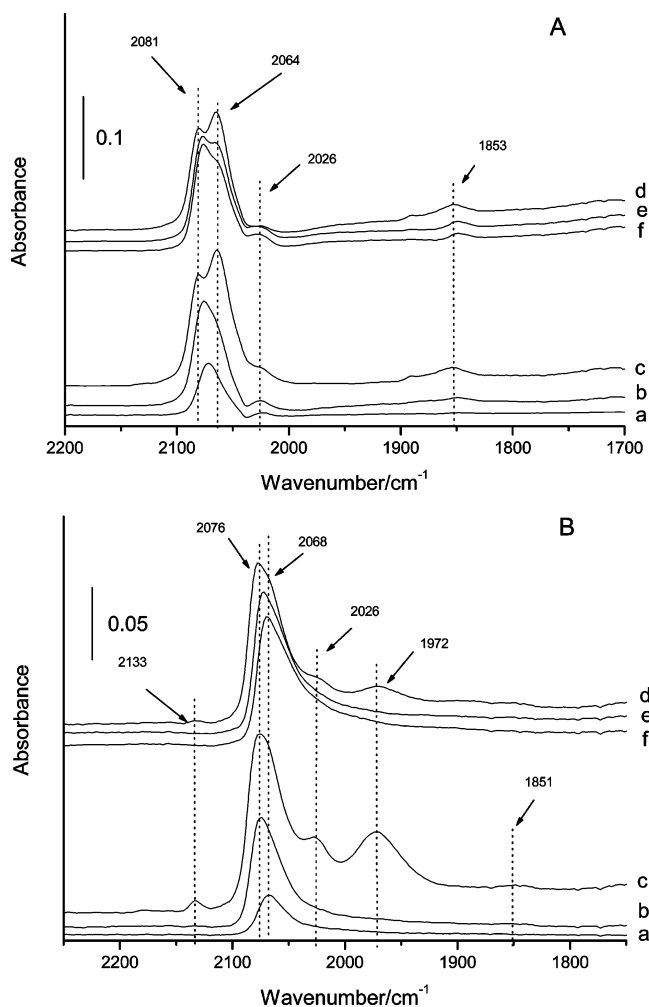 A
2081
2064
0.1
2026
1853
d
e
f
c
b
a
Absorbance
2200
2100
2000
1900
1800
1700
Wavenumber/cm-1
B
2076
2068
0.05
2026
1972
2133
d
e
f
1851
c
b
a
Absorbance
2200
2100
2000
1900
1800
Wavenumber/cm-1